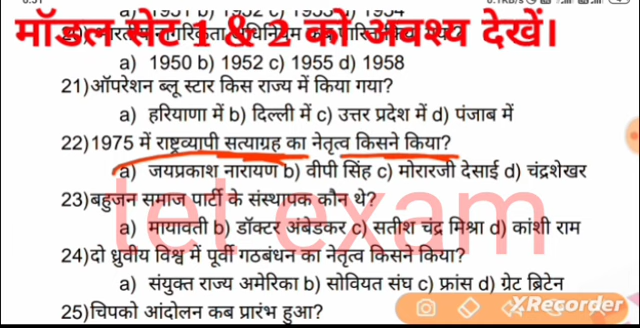 मॉडल सेट 1 & 2 को अवश्य देखें।
a) 1950 b) 1952 c) 1955 d) 1958
21)ऑपरेशन ब्लू स्टार किस राज्य में किया गया?
a) हरियाणा में b) दिल्ली में c) उत्तर प्रदेश में d) पंजाब में
22)1975 में राष्ट्रव्यापी सत्याग्रह का नेतृत्व किसने किया?
a) जयप्रकाश नारायण b) वीपी सिंह c) मोरारजी देसाई d) चंद्रशेखर
23)बहुजन समाज पार्टी के संस्थापक कौन थे?
a) मायावती b) डॉक्टर अंबेडकर c) सतीश चंद्र मिश्रा d) कांशी राम
tet exam
24)दो ध्रुवीय विश्व में पूर्वी गठबंधन का नेतृत्व किसने किया?
a) संयुक्त राज्य अमेरिका b) सोवियत संघ c) फ्रांस d) ग्रेट ब्रिटेन
25)चिपको आंदोलन कब प्रारंभ हुआ?
XRecorder